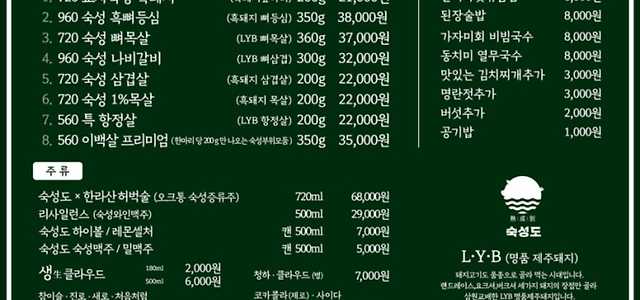 2. 흑뼈등심 (흑돼지 뼈등심) 350g 38,000원
3. 720 숙성 뼈목살 (LYB 뼈목살) 360g 37,000원
4. 960 숙성 나비갈비 (LYB 뼈삼겹) 300g 32,000원
5. 720 숙성 삼겹살 (흑돼지 삼겹살) 200g 22,000원
6. 720 숙성 1%목살 (흑돼지 목살) 200g 22,000원
7. 560 특 항정살 (LYB 항정살) 200g 22,000원
8. 560 이백살 프리미엄 (한마리 당 200g만 나오는 숙성부위모둠) 350g 35,000원
된장술밥 8,000원
가자미회 비빔국수 8,000원
동치미 열무국수 8,000원
맛있는 김치찌개추가 3,000원
명란젓추가 3,000원
버섯추가 2,000원
공기밥 1,000원
주 류
숙성도 × 한라산 허벅술 (오크통 숙성증류주) 720ml 68,000원
리사일런스 (숙성와인맥주) 500ml 29,000원
숙성도 하이볼 / 레몬셀처 캔 500ml 7,000원
숙성도 숙성맥주 / 밀맥주 캔 500ml 5,000원
생生 클라우드 180ml 2,000원
500ml 6,000원
청하 · 클라우드 (병) 7,000원
참이슬 · 진로 · 새로 · 처음처럼
코카콜라(제로) · 사이다
숙성도
L·Y·B (명품 제주돼지)
돼지고기도 품종으로 골라 먹는 시대입니다.
랜드레이스,요크셔,버크셔 세가지 돼지의 장점만 골라
삼원교배한 LYB 명품제주돼지입니다.